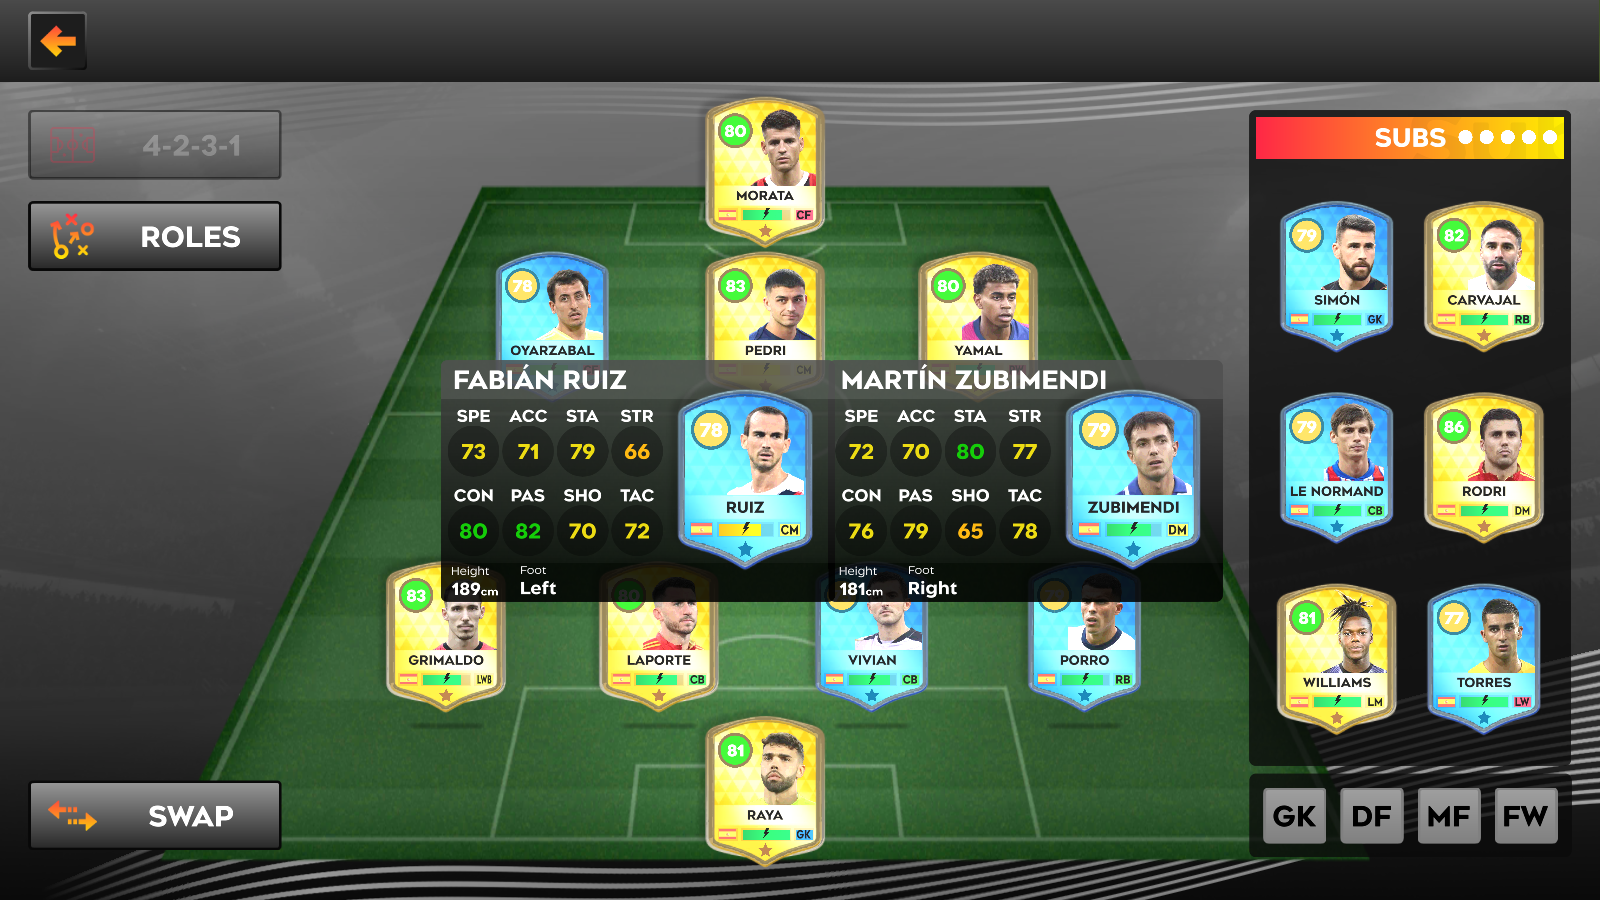 4-2-3-1
ROLES
SWAP
80
MORATA
CF
78
OYARZABAL
83
PEDRI
CM
80
YAMAL
FABIÁN RUIZ
SPE ACC STA STR
73 71 79 66
CON PAS SHO TAC
80 82 70 72
Height Foot
189cm Left
78
RUIZ
CM
MARTÍN ZUBIMENDI
SPE ACC STA STR
72 70 80 77
CON PAS SHO TAC
76 79 65 78
Height Foot
181cm Right
79
ZUBIMENDI
DM
83
GRIMALDO
LWB
80
LAPORTE
CB
VIVIAN
CB
PORRO
RB
81
RAYA
GK
SUBS
79
SIMÓN
GK
82
CARVAJAL
RB
79
LE NORMAND
CB
86
RODRI
DM
81
WILLIAMS
LM
77
TORRES
LW
GK DF MF FW